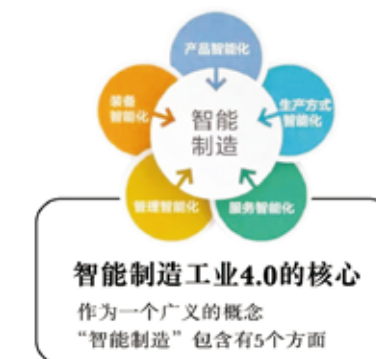 产品智能化
装备
智能化
生产方式
智能化
智能
制造
管理智能化
服务智能化
智能制造工业4.0的核心
作为一个广义的概念
“智能制造”包含有5个方面